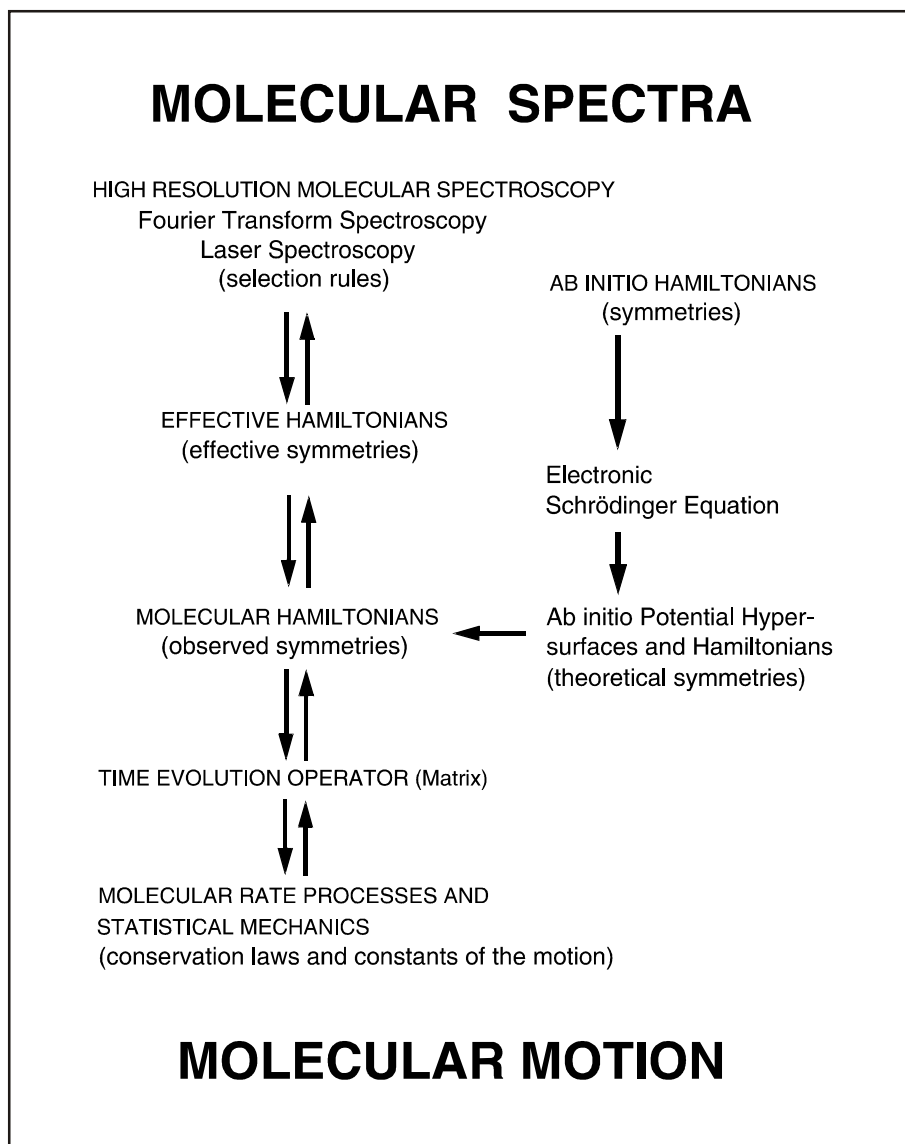 MOLECULAR SPECTRA
HIGH RESOLUTION MOLECULAR SPECTROSCOPY
Fourier Transform Spectroscopy
Laser Spectroscopy
(selection rules)
AB INITIO HAMILTONIANS
(symmetries)
EFFECTIVE HAMILTONIANS
(effective symmetries)
Electronic
Schrödinger Equation
MOLECULAR HAMILTONIANS
(observed symmetries)
Ab initio Potential Hyper-
surfaces and Hamiltonians
(theoretical symmetries)
TIME EVOLUTION OPERATOR (Matrix)
MOLECULAR RATE PROCESSES AND
STATISTICAL MECHANICS
(conservation laws and constants of the motion)
MOLECULAR MOTION